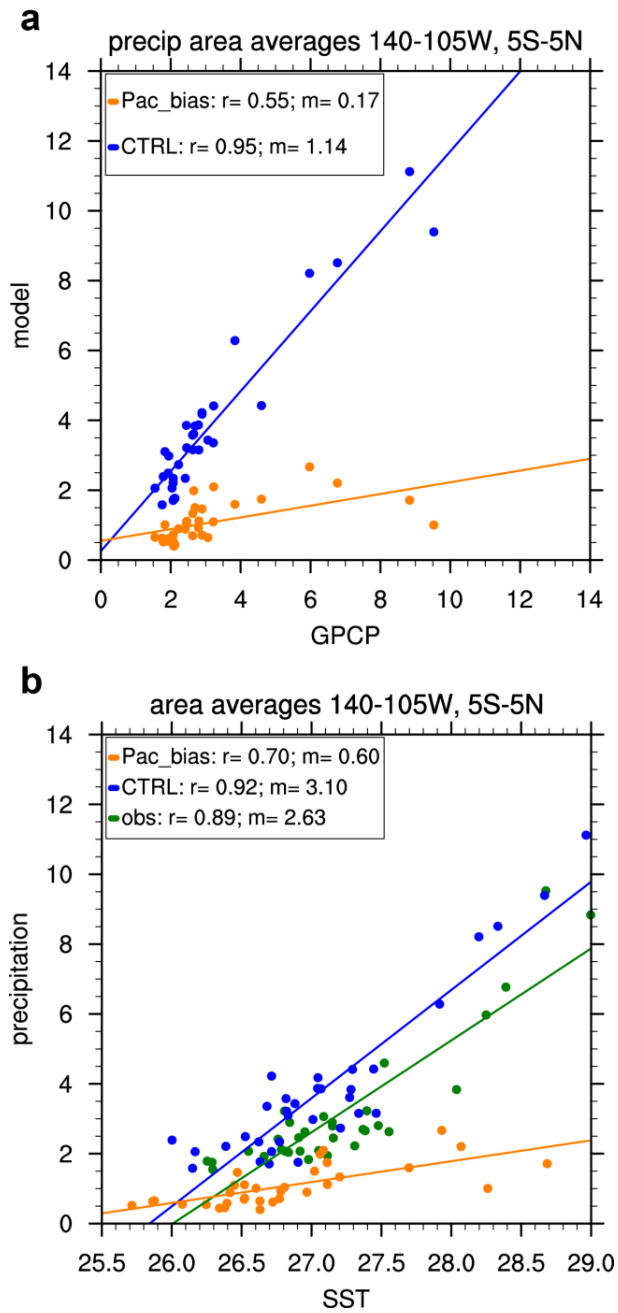 a
precip area averages 140-105W, 5S-5N
14
12
10
8
6
4
2
0
model
Pac_bias: r= 0.55; m= 0.17
CTRL: r= 0.95; m= 1.14
0 2 4 6 8 10 12 14
GPCP
b
area averages 140-105W, 5S-5N
14
12
10
8
6
4
2
0
precipitation
Pac_bias: r= 0.70; m= 0.60
CTRL: r= 0.92; m= 3.10
obs: r= 0.89; m= 2.63
25.5 26.0 26.5 27.0 27.5 28.0 28.5 29.0
SST